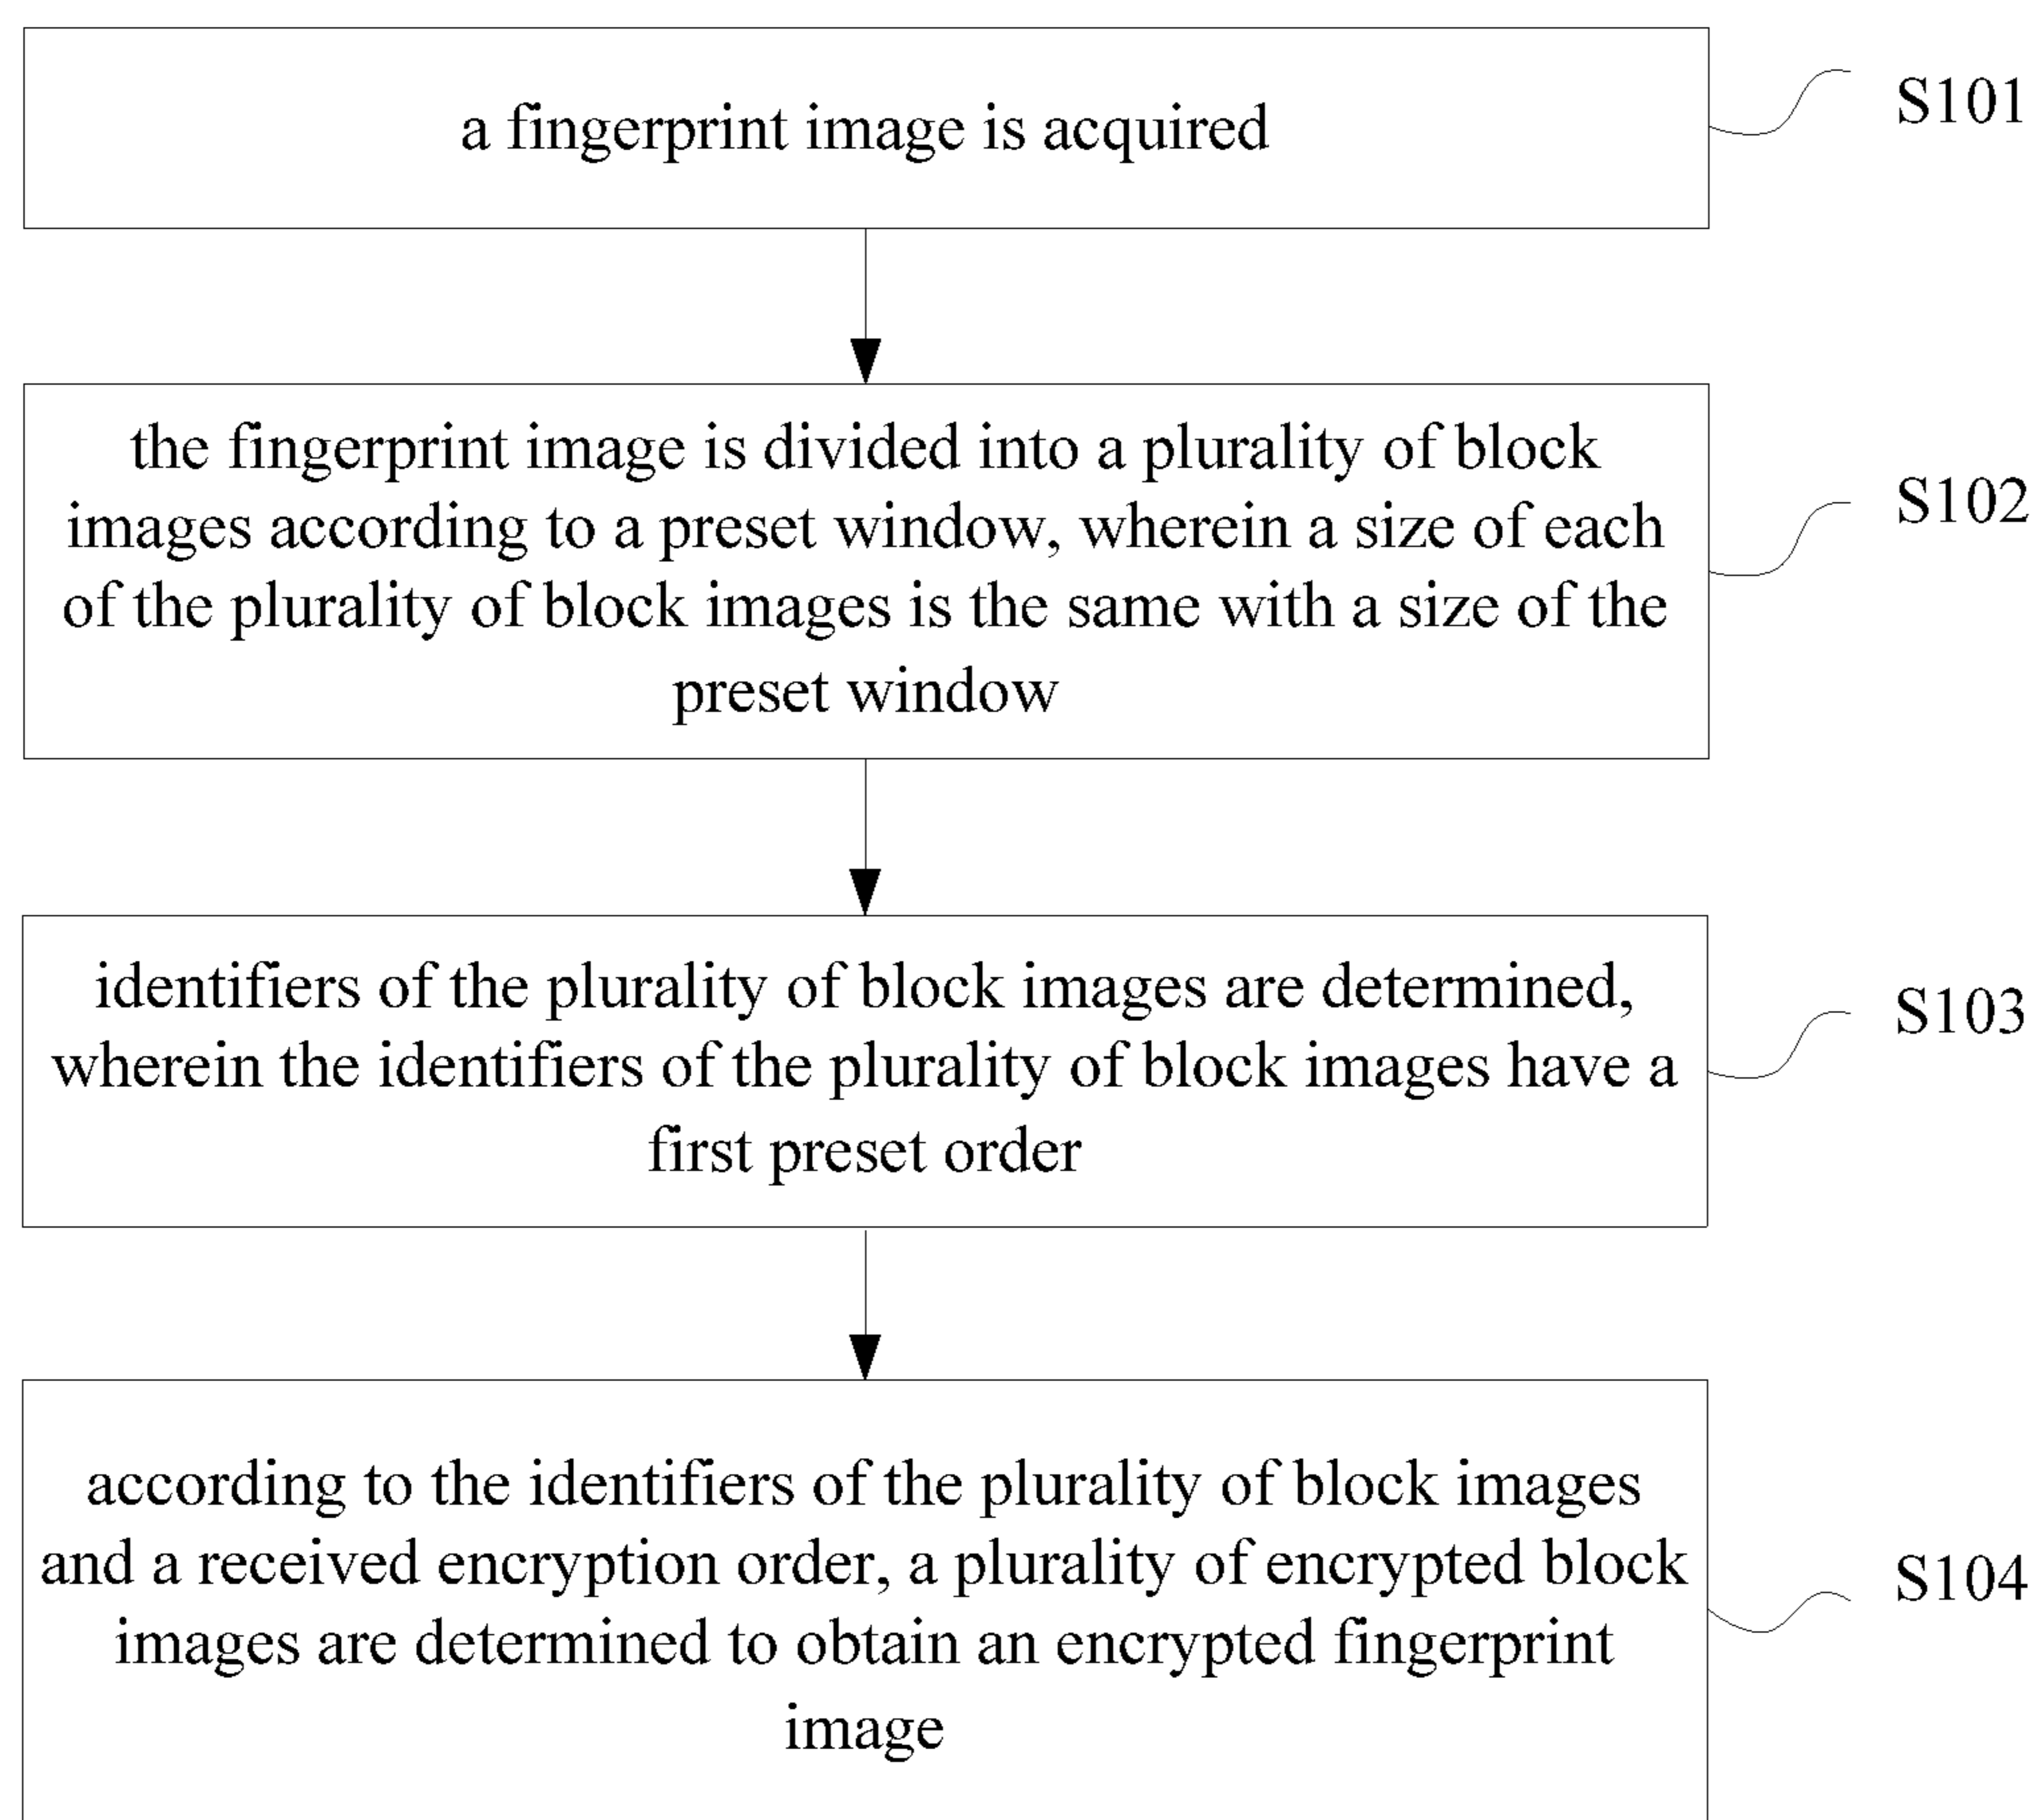 a fingerprint image is acquired
S101
the fingerprint image is divided into a plurality of block
images according to a preset window, wherein a size of each
of the plurality of block images is the same with a size of the
preset window
S102
identifiers of the plurality of block images are determined,
wherein the identifiers of the plurality of block images have a
first preset order
S103
according to the identifiers of the plurality of block images
and a received encryption order, a plurality of encrypted block
images are determined to obtain an encrypted fingerprint
image
S104